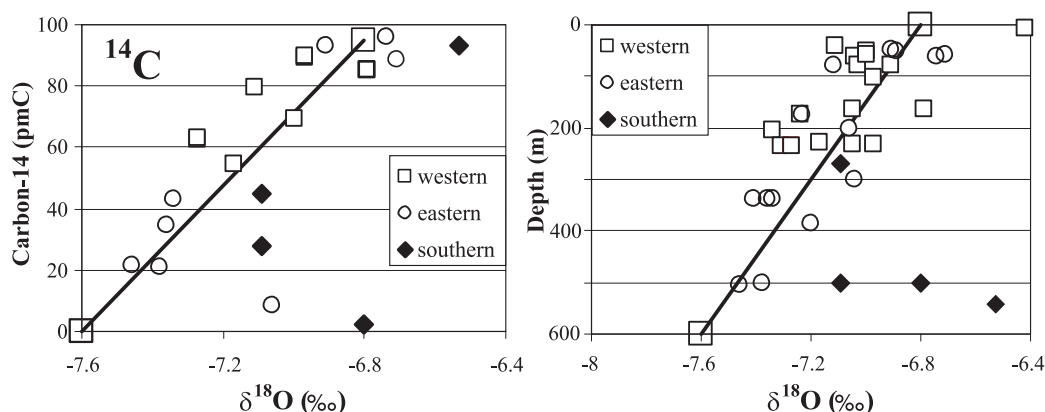 ¹⁴C
Carbon-14 (pmC)
100
80
60
40
20
0
western
eastern
southern
-7.6
-7.2
-6.8
-6.4
δ¹⁸O (‰)
Depth (m)
0
200
400
600
western
eastern
southern
-8
-7.6
-7.2
-6.8
-6.4
δ¹⁸O (‰)